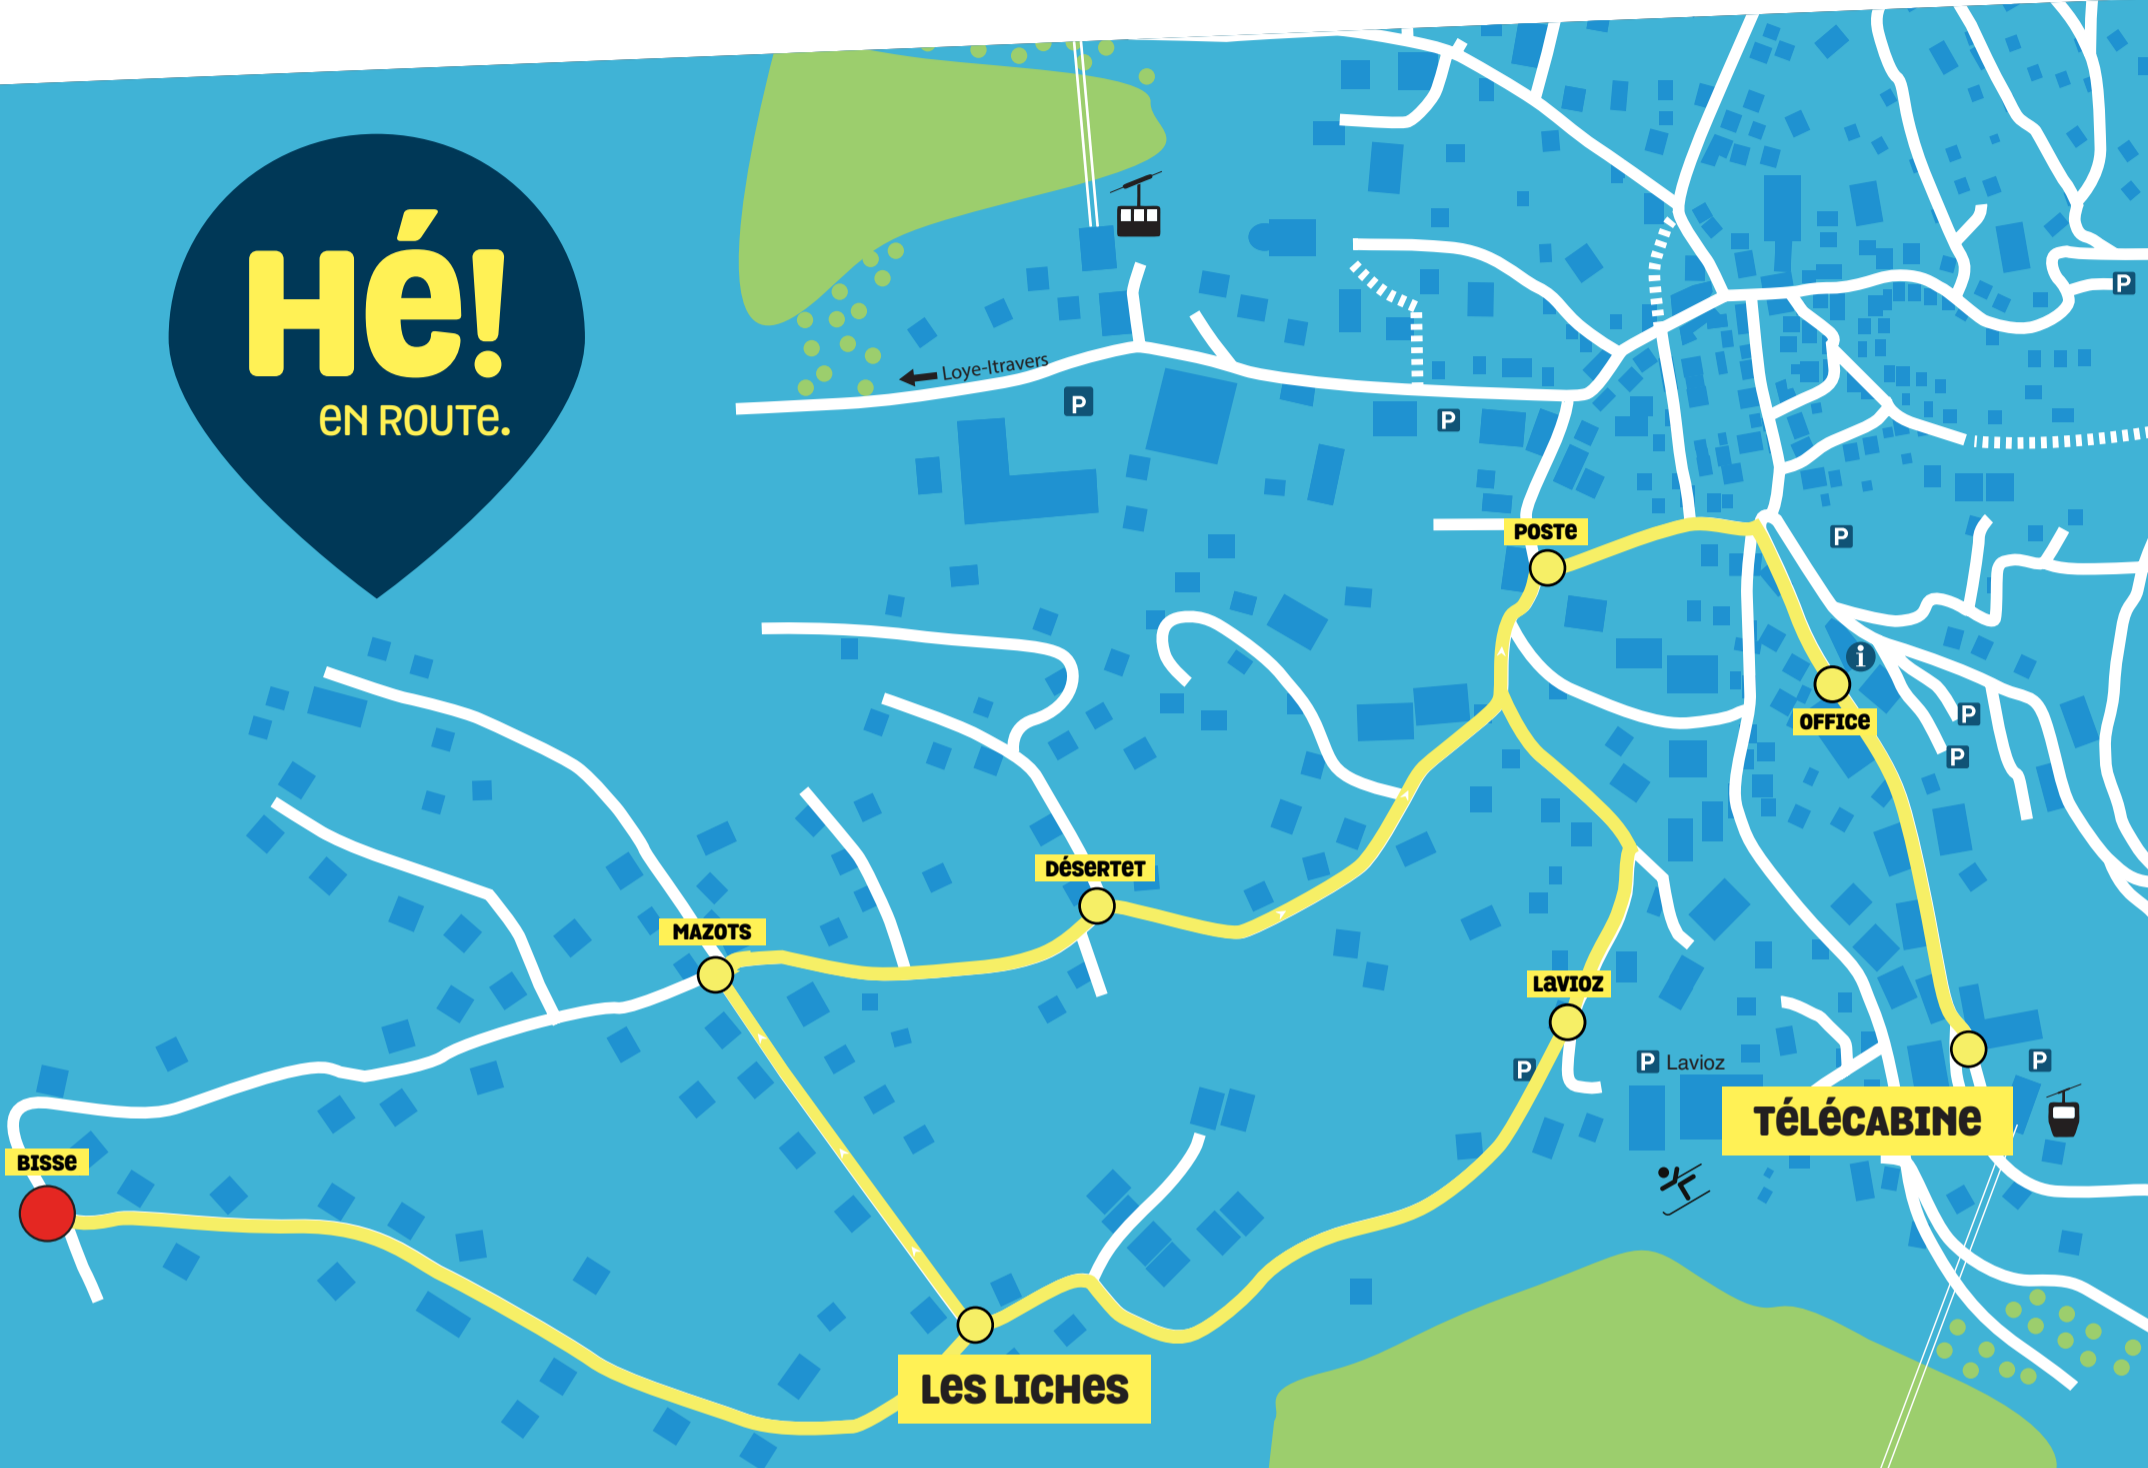 Hé!
EN ROUTE.
Loye-Itravers
P
P
P
P
POSTE
i
OFFICE
P
P
DÉSERTET
MAZOTS
LAVIOZ
P
P Lavioz
P
TÉLÉCABINE
BISSE
LES LICHES